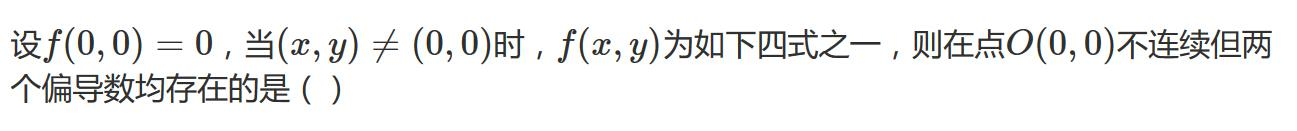 设f(0,0) = 0，当(x,y) ≠ (0,0)时，f(x,y)为如下四式之一，则在点O(0,0)不连续但两
个偏导数均存在的是 ( )